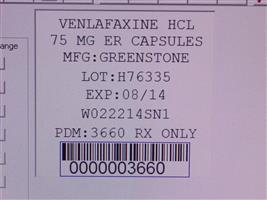 ange
VENLAFAXINE HCL
75 MG ER CAPSULES
MFG:GREENSTONE
LOT:H76335
EXP:08/14
W022214SN1
PDM:3660 RX ONLY
0000003660